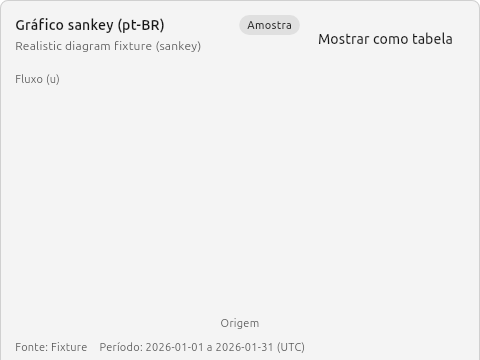 Gráfico sankey (pt-BR)
Amostra
Mostrar como tabela
Realistic diagram fixture (sankey)
Fluxo (u)
Origem
Fonte: Fixture Período: 2026-01-01 a 2026-01-31 (UTC)